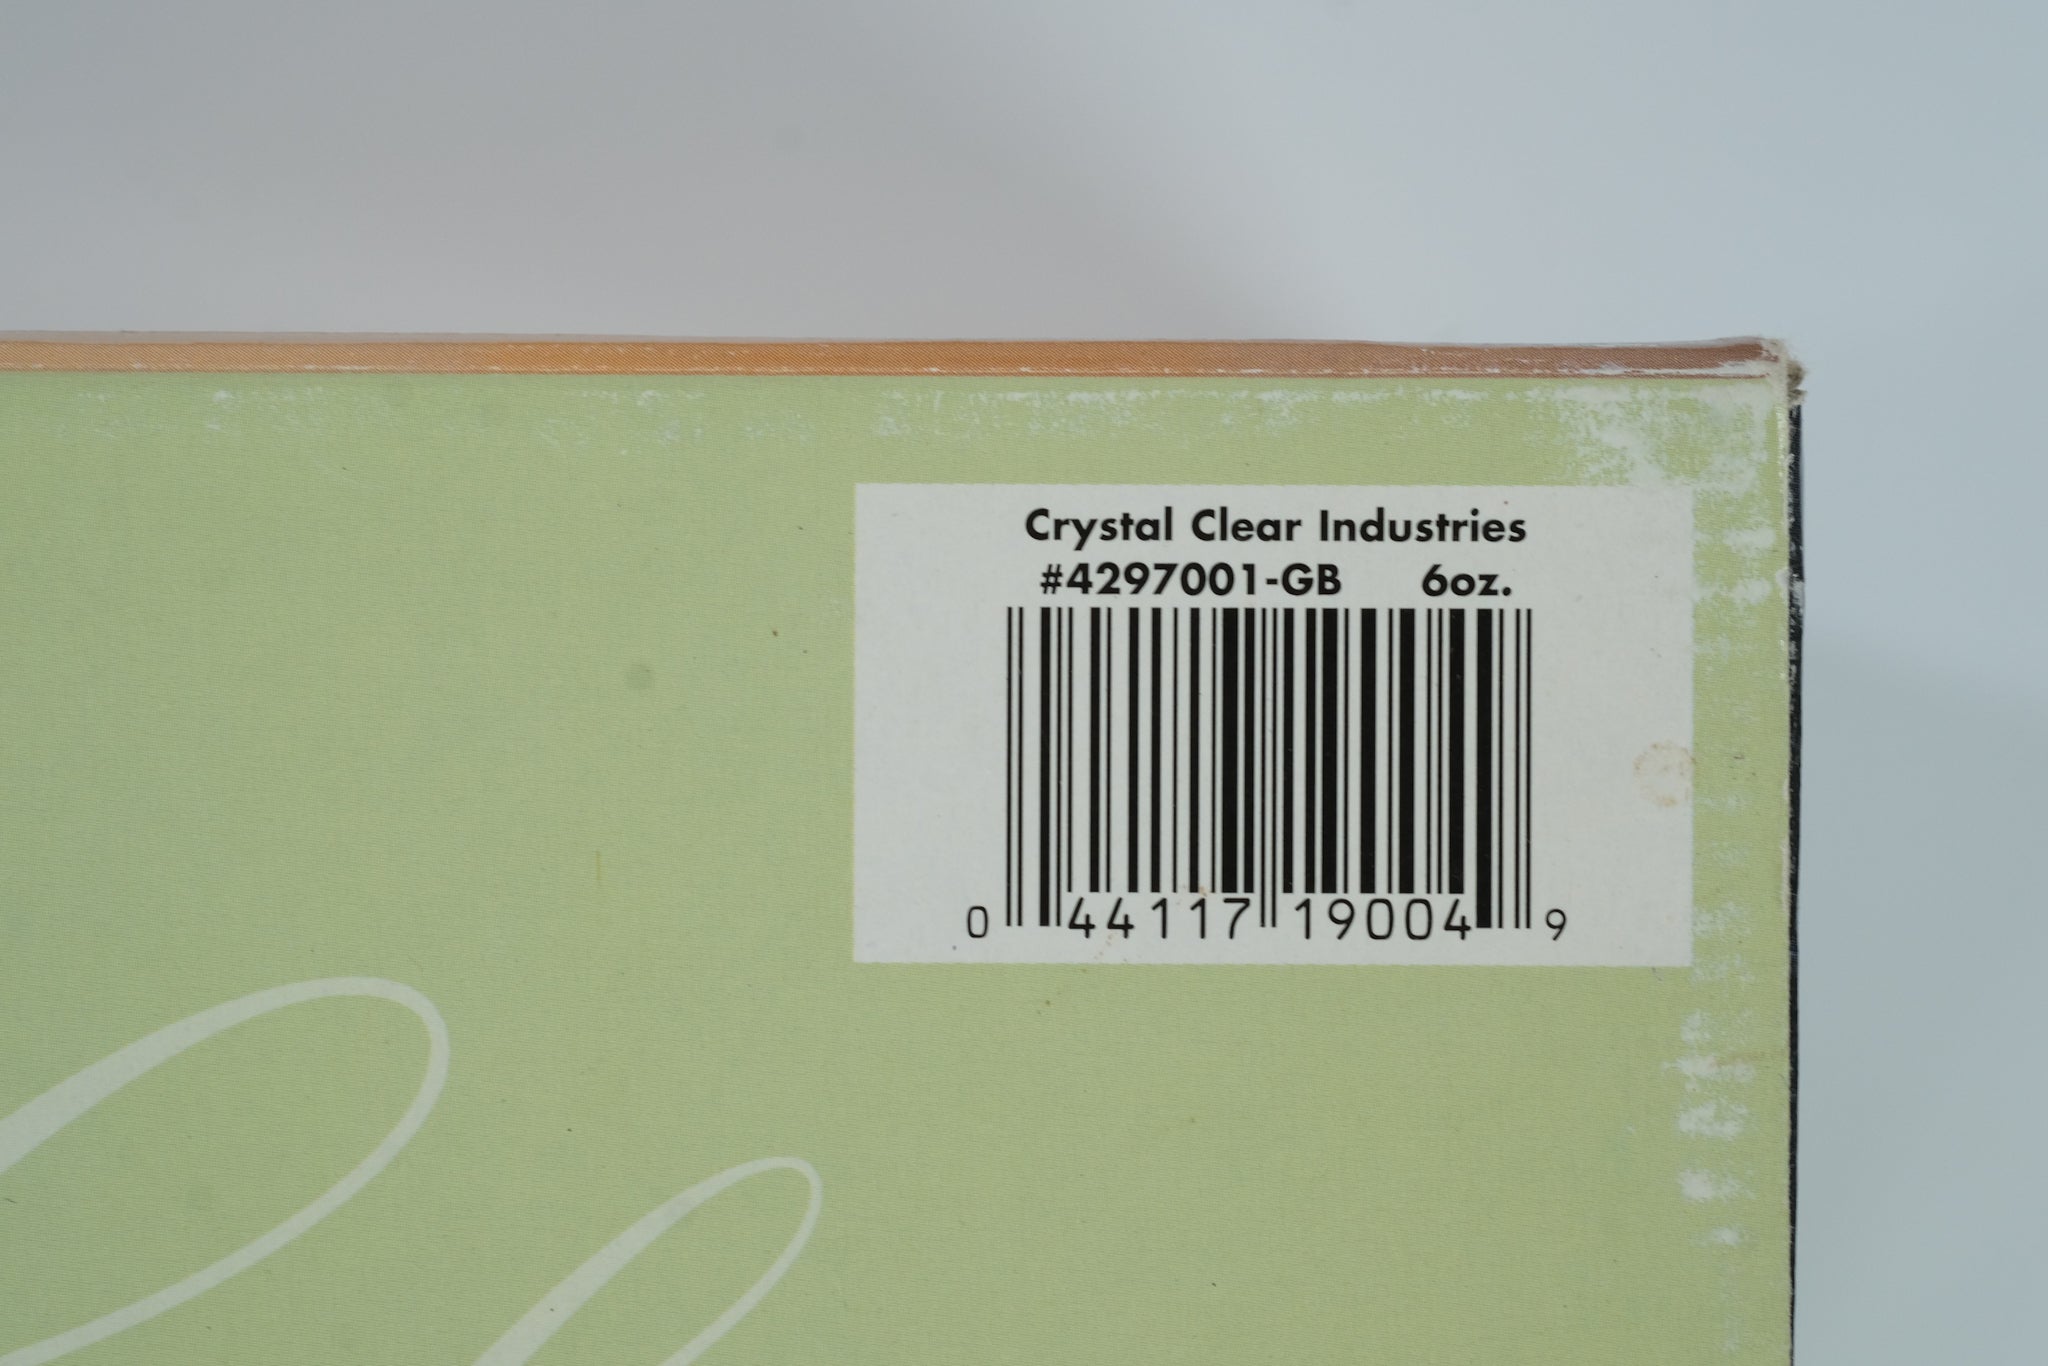 Crystal Clear Industries
#4297001-GB 6oz.
0 44117 19004 9